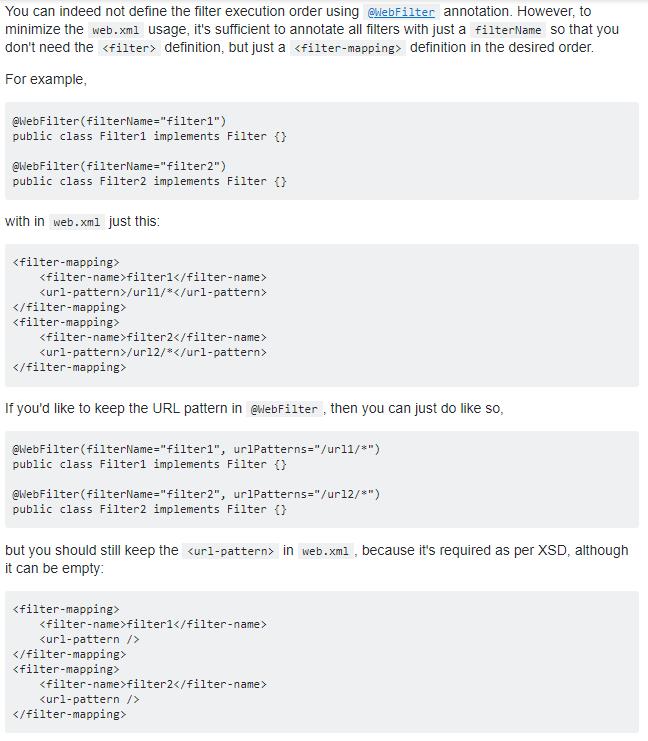 You can indeed not define the filter execution order using @WebFilter annotation. However, to
minimize the web.xml usage, it's sufficient to annotate all filters with just a filterName so that you
don't need the <filter> definition, but just a <filter-mapping> definition in the desired order.
For example,
@WebFilter(filterName="filter1")
public class Filter1 implements Filter {}
@WebFilter(filterName="filter2")
public class Filter2 implements Filter {}
with in web.xml just this:
<filter-mapping>
    <filter-name>filter1</filter-name>
    <url-pattern>/url1/*</url-pattern>
</filter-mapping>
<filter-mapping>
    <filter-name>filter2</filter-name>
    <url-pattern>/url2/*</url-pattern>
</filter-mapping>
If you'd like to keep the URL pattern in @WebFilter , then you can just do like so,
@WebFilter(filterName="filter1", urlPatterns="/url1/*")
public class Filter1 implements Filter {}
@WebFilter(filterName="filter2", urlPatterns="/url2/*")
public class Filter2 implements Filter {}
but you should still keep the <url-pattern> in web.xml , because it's required as per XSD, although
it can be empty:
<filter-mapping>
    <filter-name>filter1</filter-name>
    <url-pattern />
</filter-mapping>
<filter-mapping>
    <filter-name>filter2</filter-name>
    <url-pattern />
</filter-mapping>